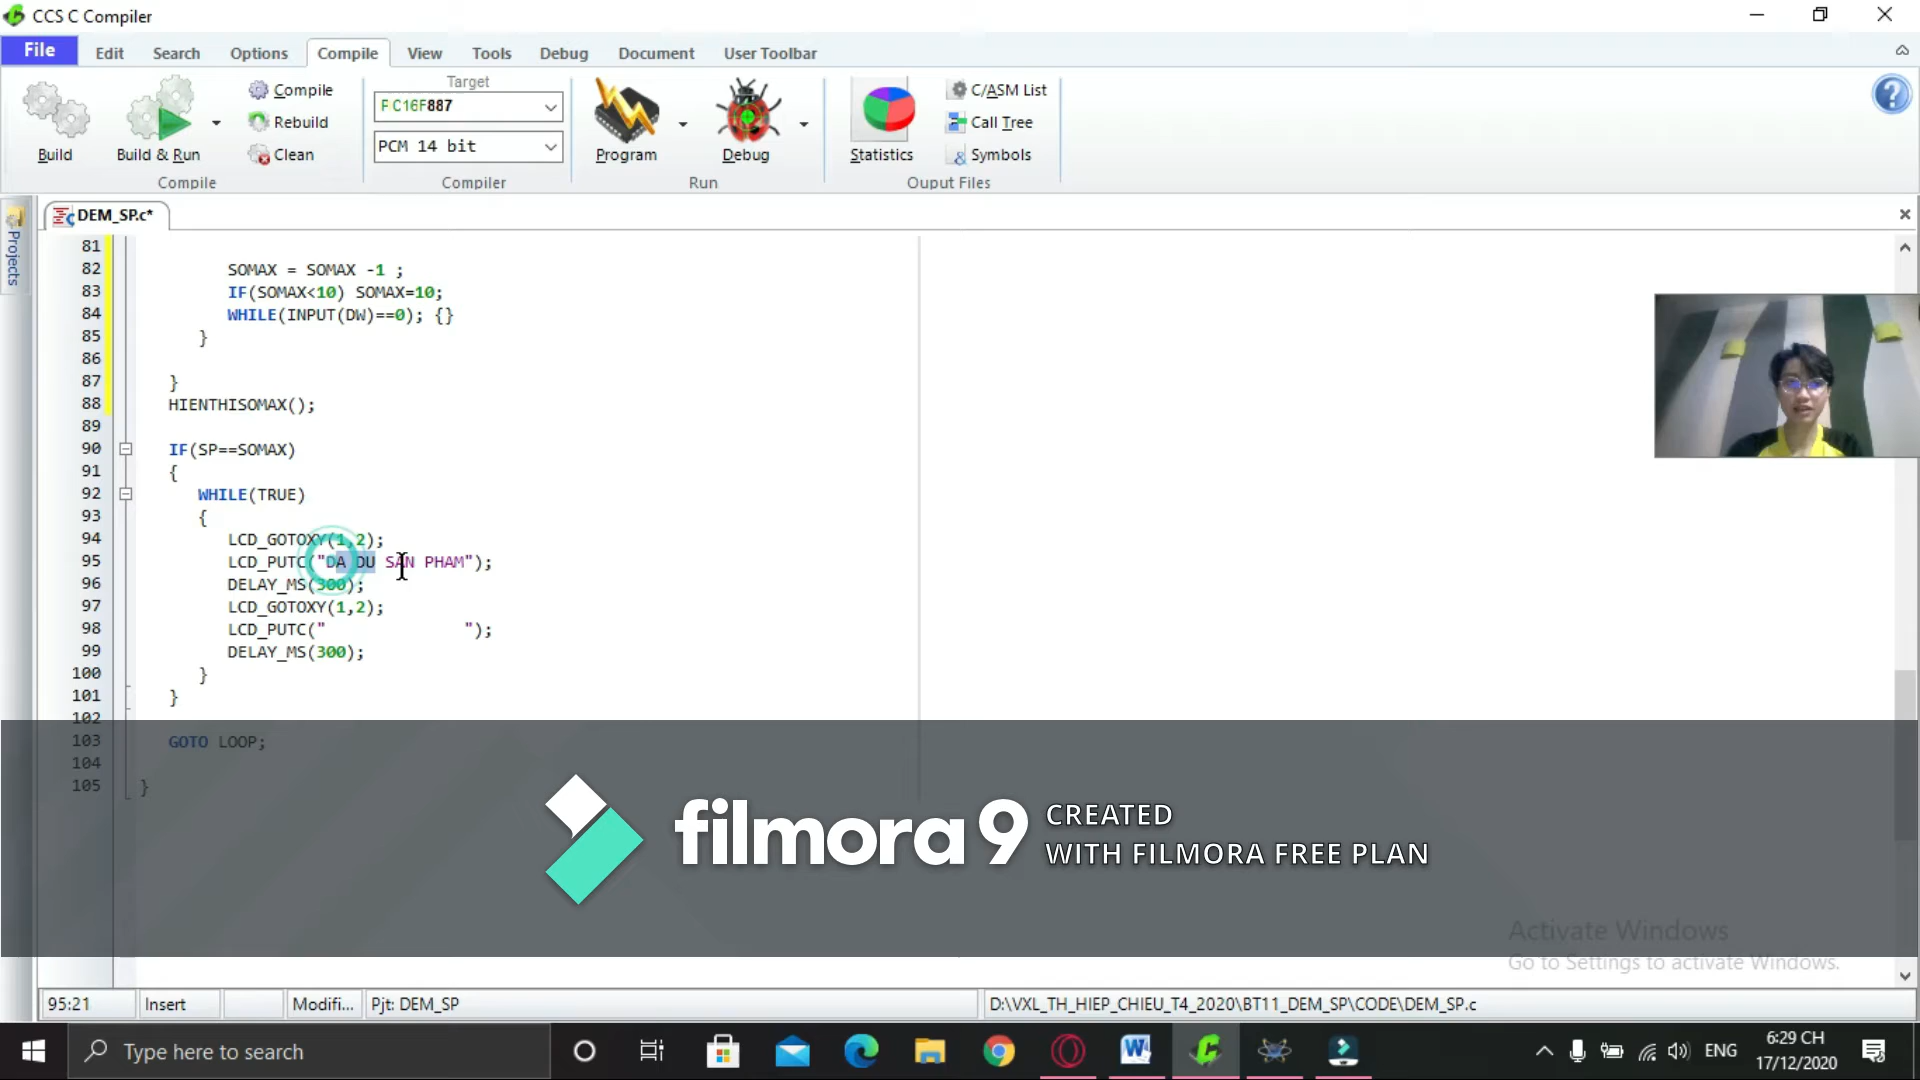 CCS C Compiler
File Edit Search Options Compile View Tools Debug Document User Toolbar
Build
Build & Run
Compile
Rebuild
Clean
Compile
Target
PIC16F887
PCM 14 bit
Compiler
Program
Debug
Run
Statistics
C/ASM List
Call Tree
Symbols
Ouput Files
Projects
DEM_SP.c*
81
82 SOMAX = SOMAX -1 ;
83 IF(SOMAX<10) SOMAX=10;
84 WHILE(INPUT(DW)==0); {}
85 }
86
87 }
88 HIENTHISOMAX();
89
90 IF(SP==SOMAX)
91 {
92 WHILE(TRUE)
93 {
94 LCD_GOTOXY(1,2);
95 LCD_PUTC("DA DU SAN PHAM");
96 DELAY_MS(300);
97 LCD_GOTOXY(1,2);
98 LCD_PUTC("              ");
99 DELAY_MS(300);
100 }
101 }
102
103 GOTO LOOP;
104
105 }
filmora9 CREATED
WITH FILMORA FREE PLAN
Activate Windows
Go to Settings to activate Windows.
95:21 Insert Modifi... Pjt: DEM_SP D:\VXL_TH_HIEP_CHIEU_T4_2020\BT11_DEM_SP\CODE\DEM_SP.c
Type here to search
ENG
6:29 CH
17/12/2020